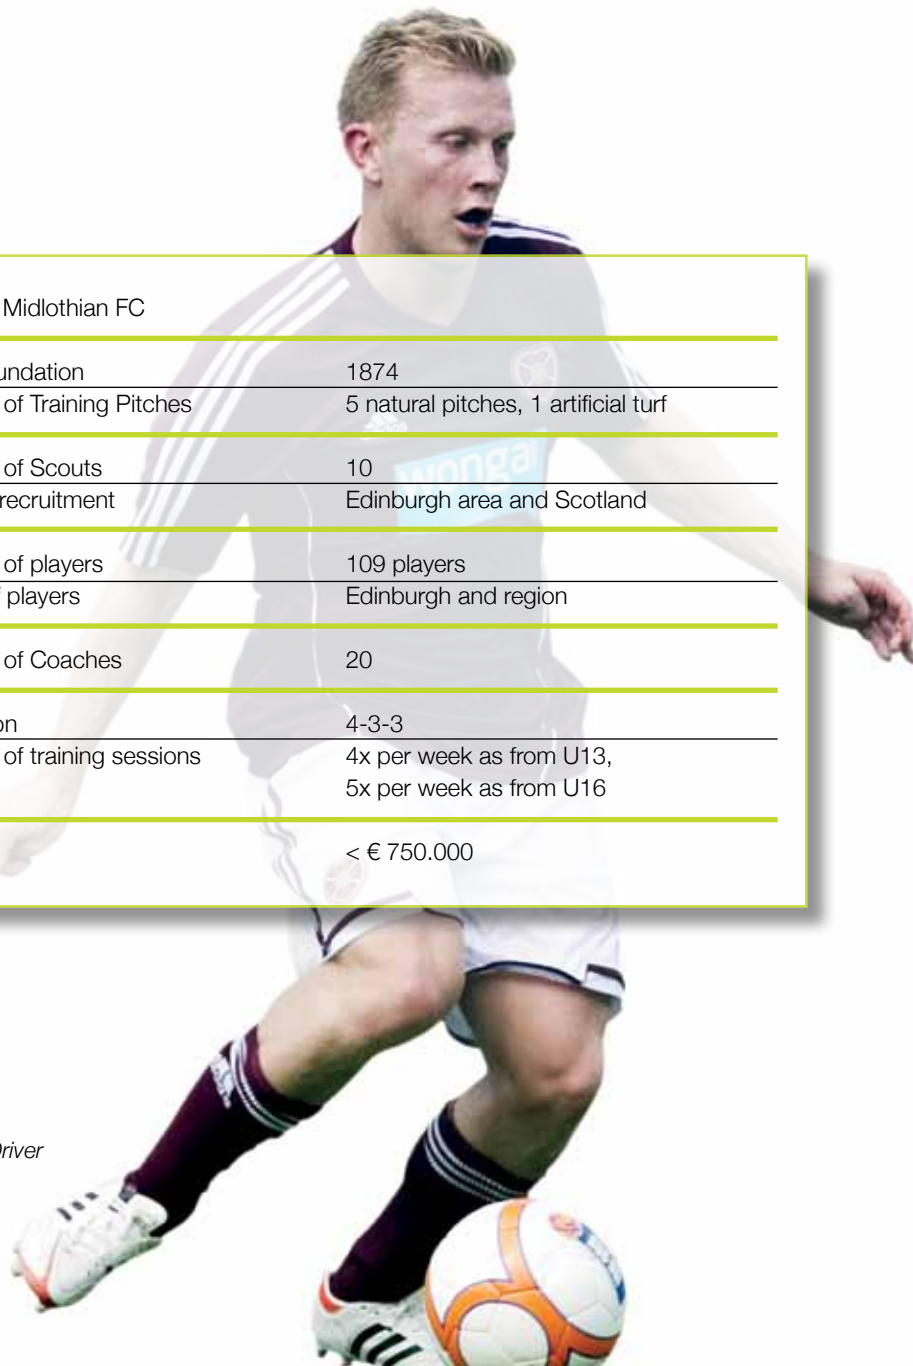 Midlothian FC
undation 1874
of Training Pitches 5 natural pitches, 1 artificial turf
of Scouts 10
recruitment Edinburgh area and Scotland
of players 109 players
players Edinburgh and region
of Coaches 20
on 4-3-3
of training sessions 4x per week as from U13,
5x per week as from U16
< € 750.000
wonga
Driver